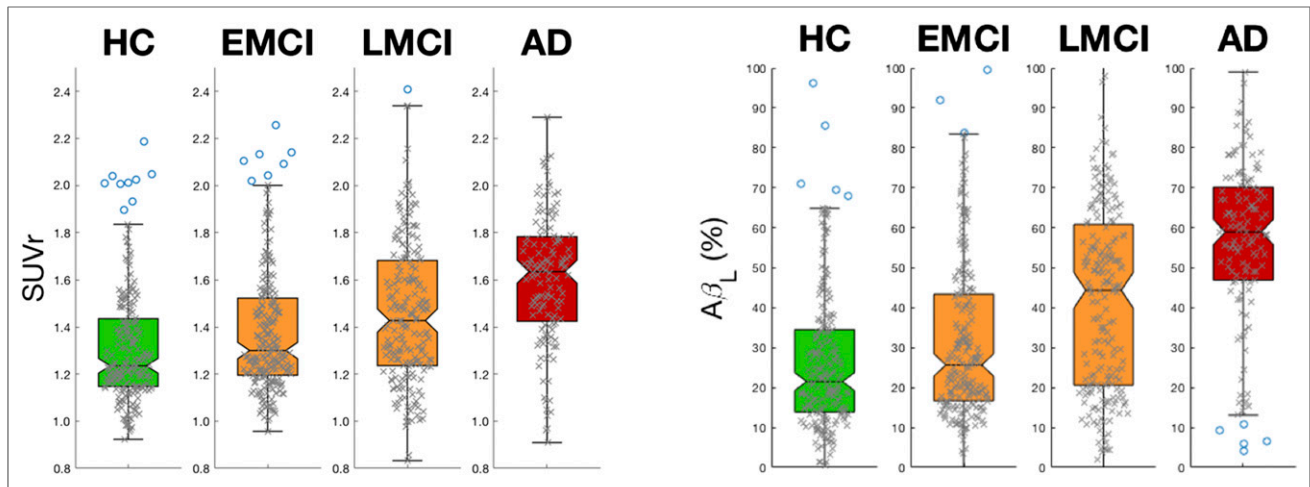 HC EMCI LMCI AD
2.4 2.4 2.4 2.4
2.2 2.2 2.2 2.2
2.0 2.0 2.0 2.0
1.8 1.8 1.8 1.8
1.6 1.6 1.6 1.6
1.4 1.4 1.4 1.4
1.2 1.2 1.2 1.2
1.0 1.0 1.0 1.0
0.8 0.8 0.8 0.8
SUVr
HC EMCI LMCI AD
100 100 100 100
90 90 90 90
80 80 80 80
70 70 70 70
60 60 60 60
50 50 50 50
40 40 40 40
30 30 30 30
20 20 20 20
10 10 10 10
0 0 0 0
Aβ_L (%)